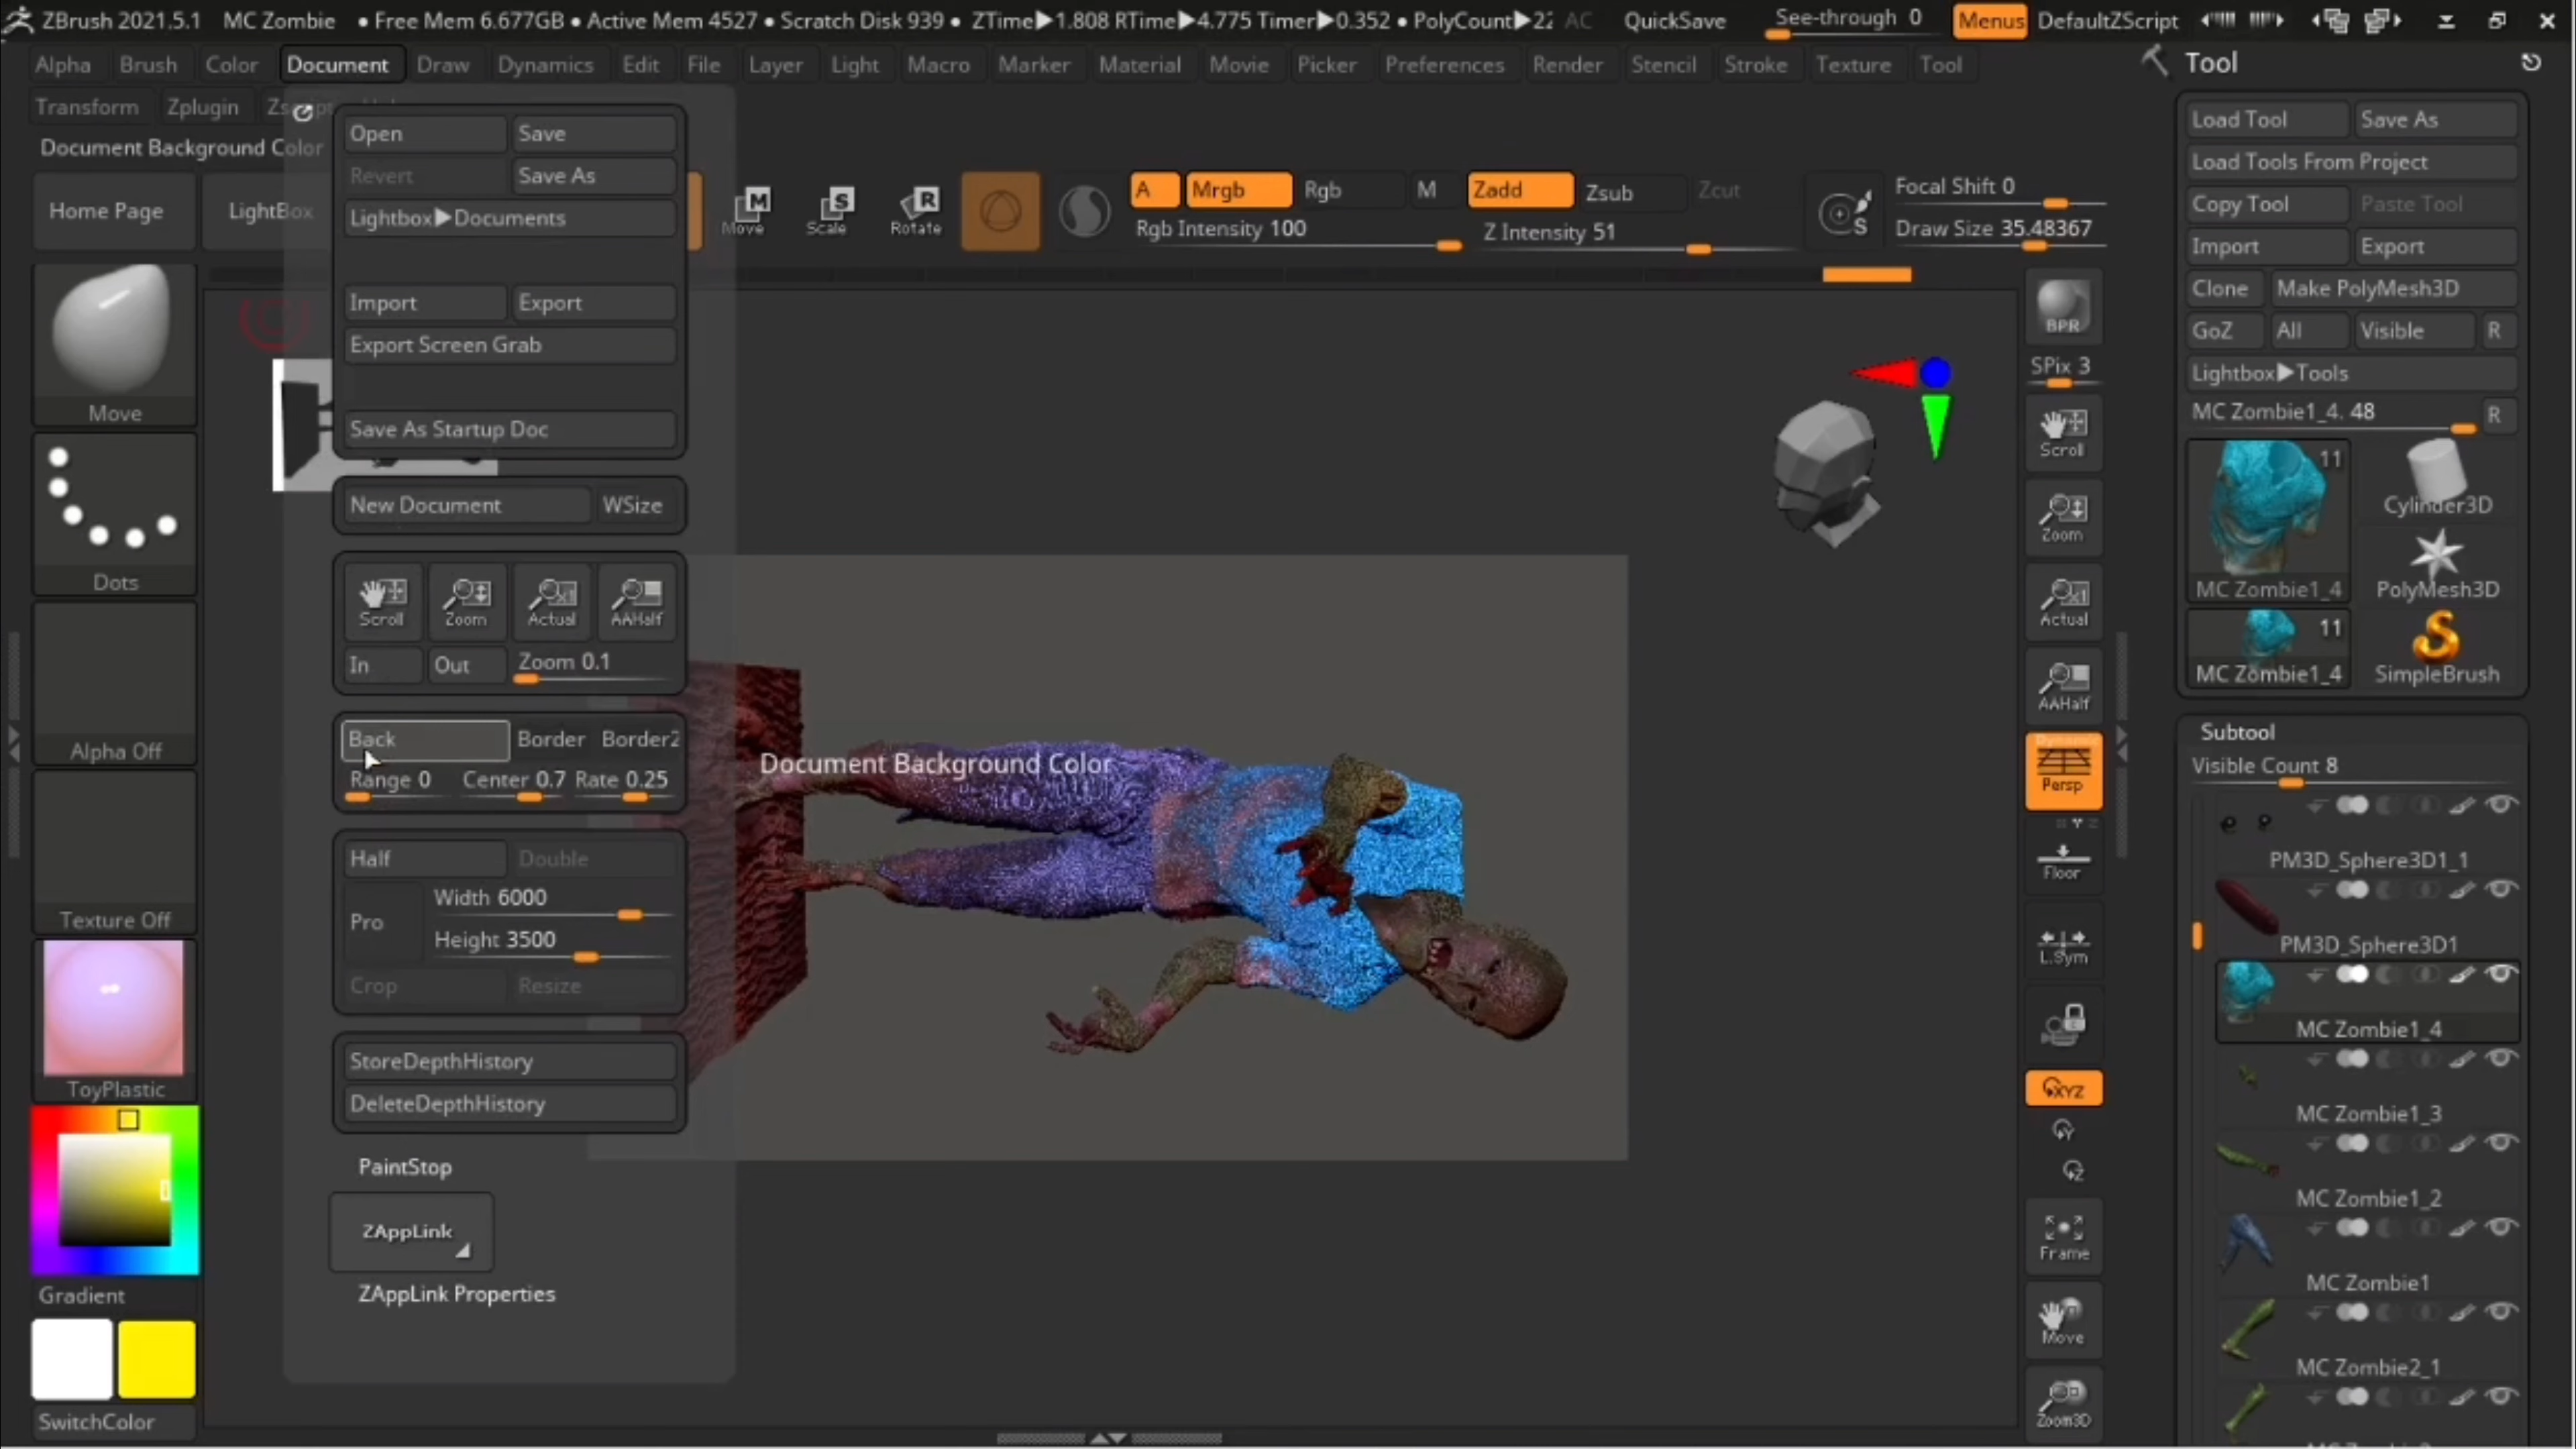 ZBrush 2021.5.1 MC Zombie • Free Mem 6.677GB • Active Mem 4527 • Scratch Disk 939 • ZTime▶1.808 RTime▶4.775 Timer▶0.352 • PolyCount▶22 AC QuickSave See-through 0 Menus DefaultZScript
Alpha Brush Color Document Draw Dynamics Edit File Layer Light Macro Marker Material Movie Picker Preferences Render Stencil Stroke Texture Tool
Transform Zplugin
Document Background Color
Home Page LightBox
Move Scale Rotate
A Mrgb Rgb M Zadd Zsub Zcut
Rgb Intensity 100 Z Intensity 51
Focal Shift 0
Draw Size 35.48367
Move
Dots
Alpha Off
Texture Off
ToyPlastic
Gradient
SwitchColor
Open Save
Revert Save As
Lightbox▶Documents
Import Export
Export Screen Grab
Save As Startup Doc
New Document WSize
Scroll Zoom Actual AAHalf
In Out Zoom 0.1
Back Border Border2
Range 0 Center 0.7 Rate 0.25
Half Double
Pro Width 6000
Height 3500
Crop Resize
StoreDepthHistory
DeleteDepthHistory
PaintStop
ZAppLink
ZAppLink Properties
Document Background Color
BPR
SPix 3
Scroll
Zoom
Actual
AAHalf
Persp
Floor
L.Sym
XYZ
Y
Z
Frame
Move
Zoom3D
Tool
Load Tool Save As
Load Tools From Project
Copy Tool Paste Tool
Import Export
Clone Make PolyMesh3D
GoZ All Visible R
Lightbox▶Tools
MC Zombie1_4. 48 R
11
Cylinder3D
MC Zombie1_4 PolyMesh3D
11
MC Zombie1_4 SimpleBrush
Subtool
Visible Count 8
PM3D_Sphere3D1_1
PM3D_Sphere3D1
MC Zombie1_4
MC Zombie1_3
MC Zombie1_2
MC Zombie1
MC Zombie2_1